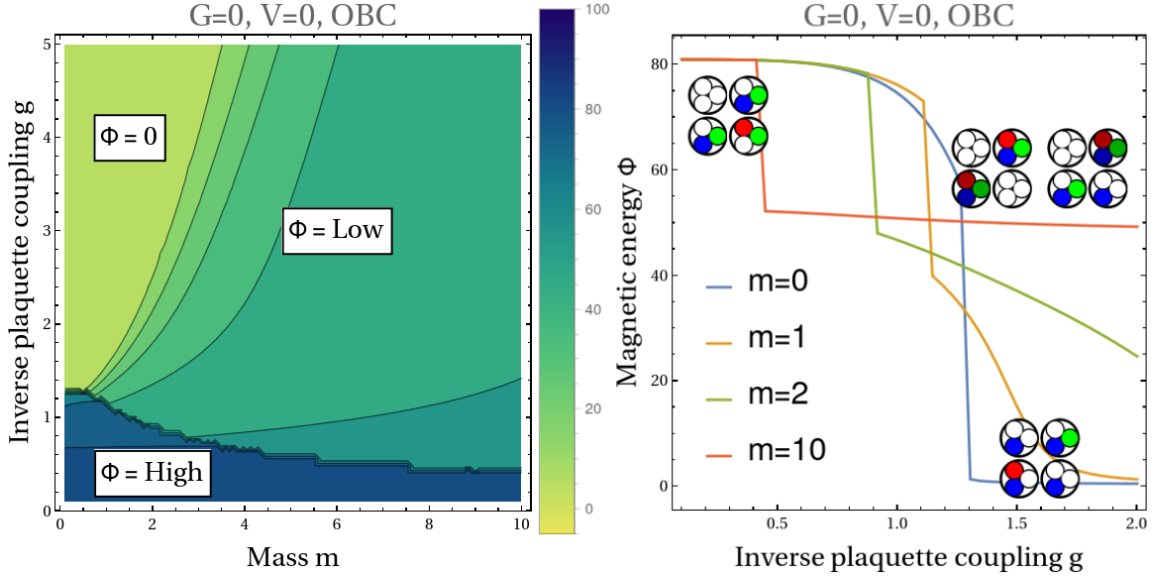 G=0, V=0, OBC
Inverse plaquette coupling g
5
4
3
2
1
0
Φ = 0
Φ = Low
Φ = High
0
2
4
6
8
10
Mass m
100
80
60
40
20
0
G=0, V=0, OBC
Magnetic energy Φ
80
60
40
20
0
m=0
m=1
m=2
m=10
0.5
1.0
1.5
2.0
Inverse plaquette coupling g